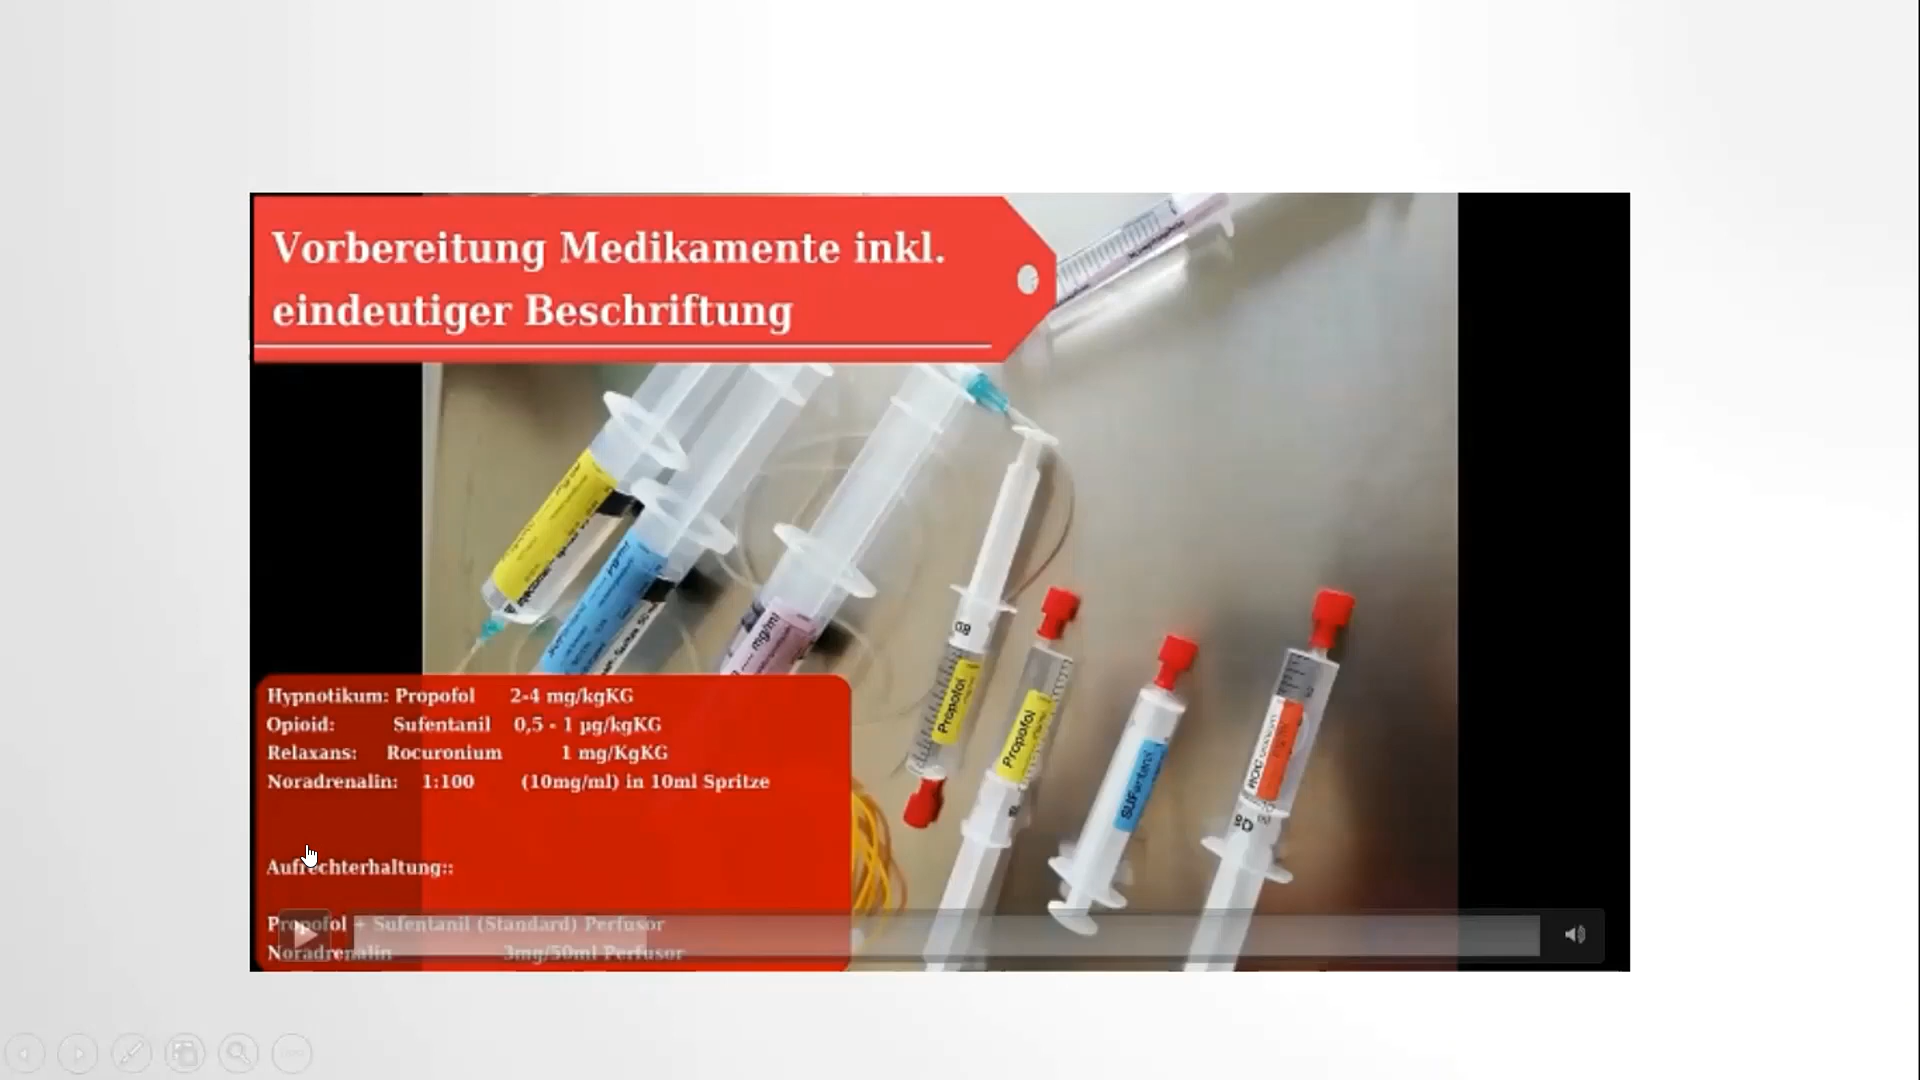 Vorbereitung Medikamente inkl.
eindeutiger Beschriftung
mg/ml
Propofol
Propofol
Sufentanil
Hypnotikum: Propofol 2-4 mg/kgKG
Opioid: Sufentanil 0,5 - 1 µg/kgKG
Relaxans: Rocuronium 1 mg/KgKG
Noradrenalin: 1:100 (10mg/ml) in 10ml Spritze
Aufrechterhaltung::
Propofol + Sufentanil (Standard) Perfusor
Noradrenalin 3mg/50ml Perfusor